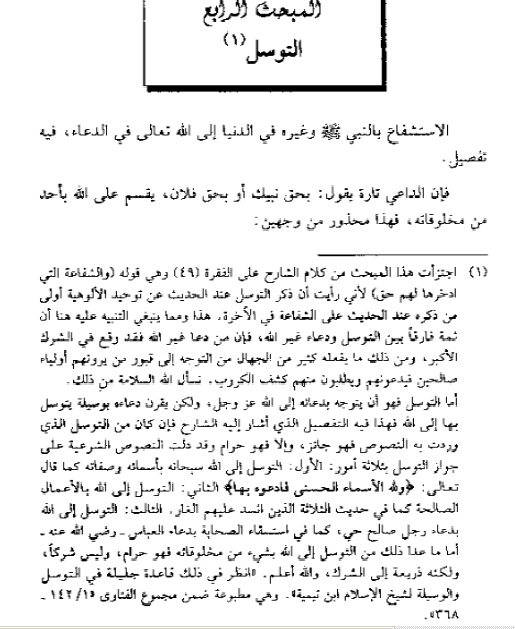 المبحث الرابع
التوسل(١)
الاستشفاع بالنبي ﷺ وغيره في الدنيا إلى الله تعالى في الدعاء، فيه
تفصيل.
فإن الداعي تارة يقول: بحق نبيك أو بحق فلان، يقسم على الله بأحد
من مخلوقاته، فهذا محذور من وجهين:
(١) اجتزأت هذا المبحث من كلام الشارح على الفقرة (٤٩) وهي قوله (والشفاعة التي
ادخرها لهم حق) لأني رأيت أن ذكر التوسل عند الحديث عن توحيد الألوهية أولى
من ذكره عند الحديث على الشفاعة في الآخرة. هذا ومما ينبغي التنبيه عليه هنا أن
ثمة فارقاً بين التوسل ودعاء غير الله، فإن من دعا غير الله فقد وقع في الشرك
الأكبر، ومن ذلك ما يفعله كثير من الجهال من التوجه إلى قبور من يرونهم أولياء
صالحين فيدعونهم ويطلبون منهم كشف الكروب. نسأل الله السلامة من ذلك.
أما التوسل فهو أن يتوجه بدعائه إلى الله عز وجل، ولكن يقرن دعاءه بوسيلة يتوسل
بها إلى الله فهذا فيه التفصيل الذي أشار إليه الشارح فإن كان من التوسل الذي
وردت به النصوص فهو جائز، وإلا فهو حرام وقد دلت النصوص الشرعية على
جواز التوسل بثلاثة أمور: الأول: التوسل إلى الله سبحانه بأسمائه وصفاته كما قال
تعالى: ﴿ولله الأسماء الحسنى فادعوه بها﴾ الثاني: التوسل إلى الله بالأعمال
الصالحة كما في حديث الثلاثة الذين انسد عليهم الغار. الثالث: التوسل إلى الله
بدعاء رجل صالح حي، كما في استسقاء الصحابة بدعاء العباس ـ رضي الله عنه ـ
أما ما عدا ذلك من التوسل إلى الله بشيء من مخلوقاته فهو حرام، وليس شركاً،
ولكنه ذريعة إلى الشرك، والله أعلم. «انظر في ذلك قاعدة جليلة في التوسل
والوسيلة لشيخ الإسلام ابن تيمية». وهي مطبوعة ضمن مجموع الفتاوى «١/١٤٢ ـ
٣٦٨».